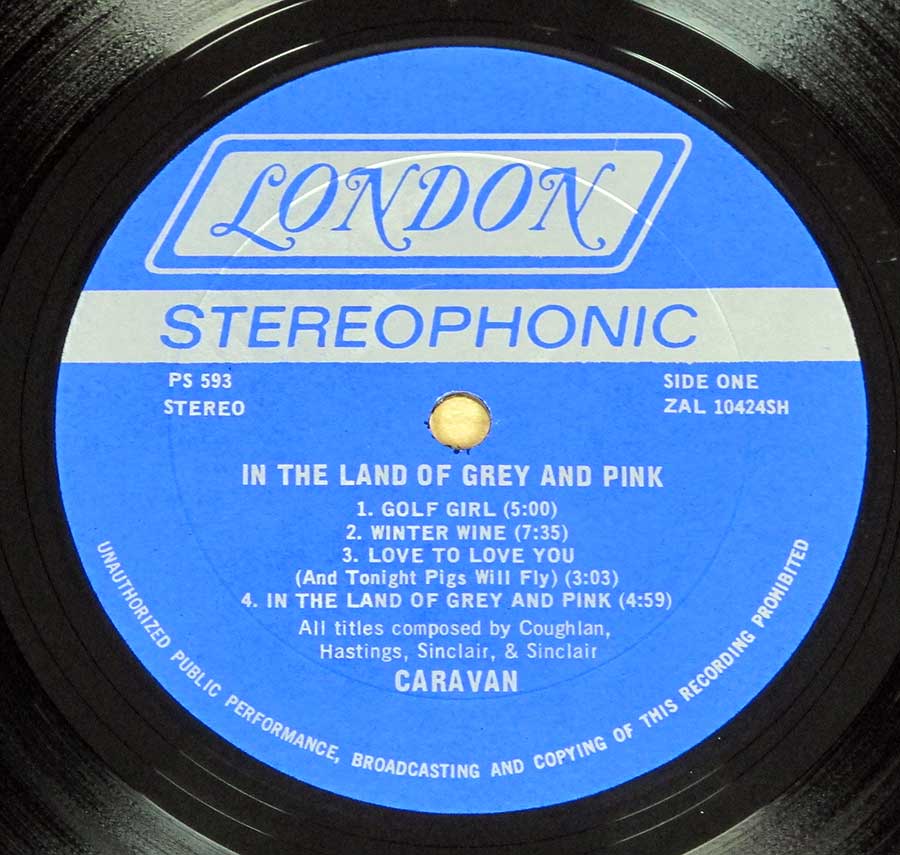 LONDON
STEREOPHONIC
PS 593
STEREO
SIDE ONE
ZAL 10424SH
IN THE LAND OF GREY AND PINK
1. GOLF GIRL (5:00)
2. WINTER WINE (7:35)
3. LOVE TO LOVE YOU
(And Tonight Pigs Will Fly) (3:03)
4. IN THE LAND OF GREY AND PINK (4:59)
All titles composed by Coughlan,
Hastings, Sinclair, & Sinclair
CARAVAN
UNAUTHORIZED PUBLIC PERFORMANCE, BROADCASTING AND COPYING OF THIS RECORDING PROHIBITED